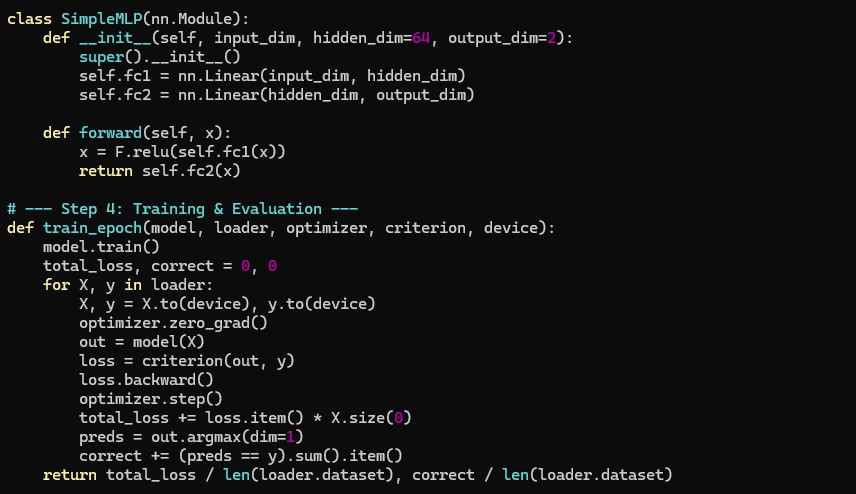 class SimpleMLP(nn.Module):
    def __init__(self, input_dim, hidden_dim=64, output_dim=2):
        super().__init__()
        self.fc1 = nn.Linear(input_dim, hidden_dim)
        self.fc2 = nn.Linear(hidden_dim, output_dim)

    def forward(self, x):
        x = F.relu(self.fc1(x))
        return self.fc2(x)

# --- Step 4: Training & Evaluation ---
def train_epoch(model, loader, optimizer, criterion, device):
    model.train()
    total_loss, correct = 0, 0
    for X, y in loader:
        X, y = X.to(device), y.to(device)
        optimizer.zero_grad()
        out = model(X)
        loss = criterion(out, y)
        loss.backward()
        optimizer.step()
        total_loss += loss.item() * X.size(0)
        preds = out.argmax(dim=1)
        correct += (preds == y).sum().item()
    return total_loss / len(loader.dataset), correct / len(loader.dataset)